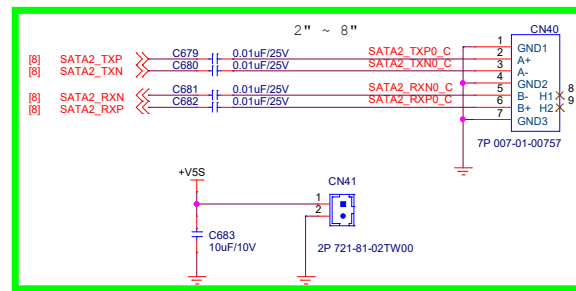 2" ~ 8"
CN40
[8] SATA2_TXP C679 0.01uF/25V SATA2_TXP0_C 1 GND1
[8] SATA2_TXN C680 0.01uF/25V SATA2_TXN0_C 2 A+
3 A-
4 GND2
[8] SATA2_RXN C681 0.01uF/25V SATA2_RXN0_C 5 B- H1 8
[8] SATA2_RXP C682 0.01uF/25V SATA2_RXP0_C 6 B+ H2 9
7 GND3
7P 007-01-00757
+V5S
CN41
1
2
C683
10uF/10V
2P 721-81-02TW00